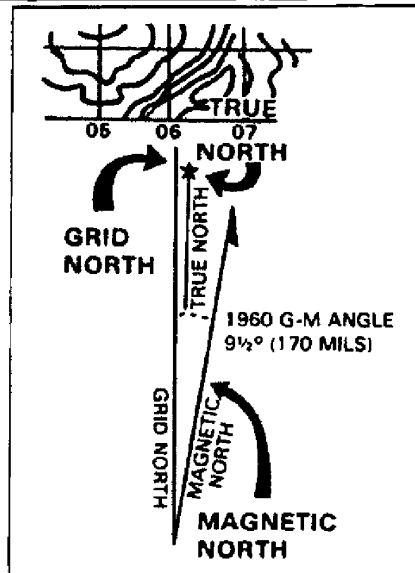 TRUE
05 06 07
NORTH
GRID
NORTH
TRUE NORTH
1960 G-M ANGLE
9½° (170 MILS)
GRID NORTH
MAGNETIC
NORTH
MAGNETIC
NORTH